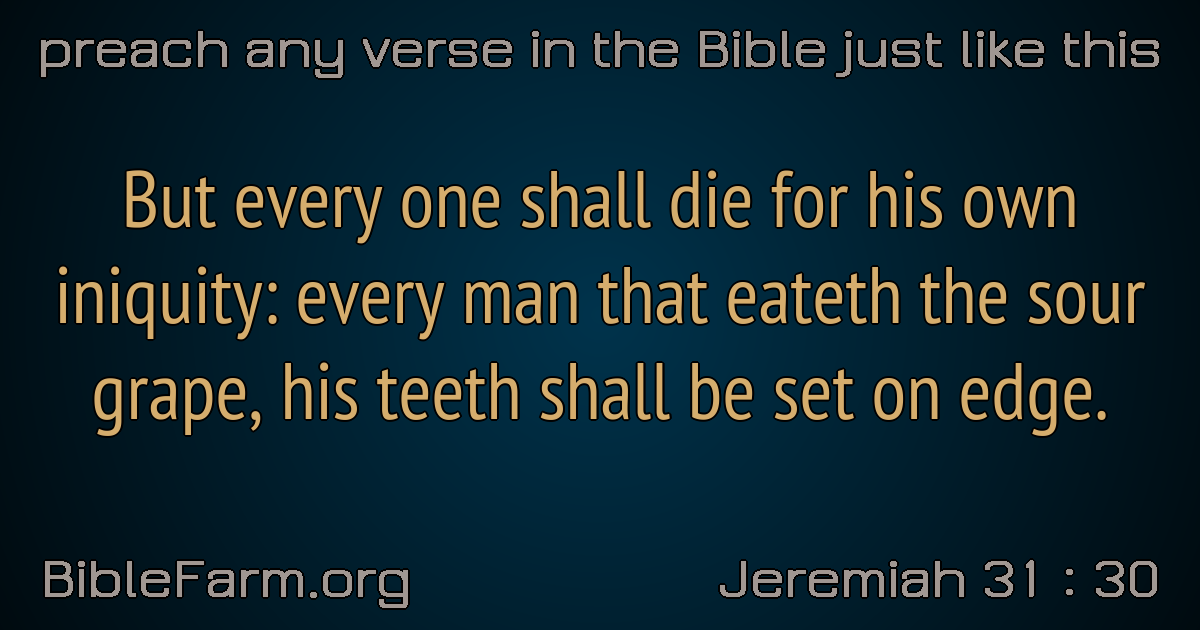 preach any verse in the Bible just like this
But every one shall die for his own
iniquity: every man that eateth the sour
grape, his teeth shall be set on edge.
BibleFarm.org
Jeremiah 31 : 30